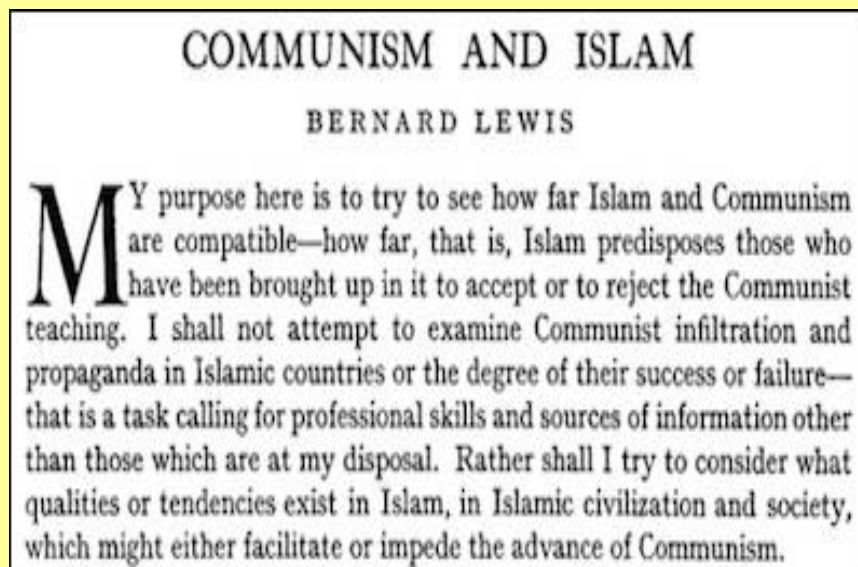 COMMUNISM AND ISLAM
BERNARD LEWIS
MY purpose here is to try to see how far Islam and Communism
are compatible—how far, that is, Islam predisposes those who
have been brought up in it to accept or to reject the Communist
teaching. I shall not attempt to examine Communist infiltration and
propaganda in Islamic countries or the degree of their success or failure—
that is a task calling for professional skills and sources of information other
than those which are at my disposal. Rather shall I try to consider what
qualities or tendencies exist in Islam, in Islamic civilization and society,
which might either facilitate or impede the advance of Communism.